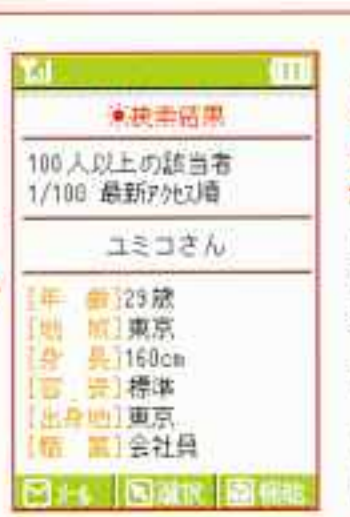 検索結果
100人以上の該当者
1/100 最新アクセス順
ユミコさん
[年 齢]29歳
[地 域]東京
[身 長]160cm
[容 姿]標準
[出身地]東京
[職 業]会社員
メール 選択 機能